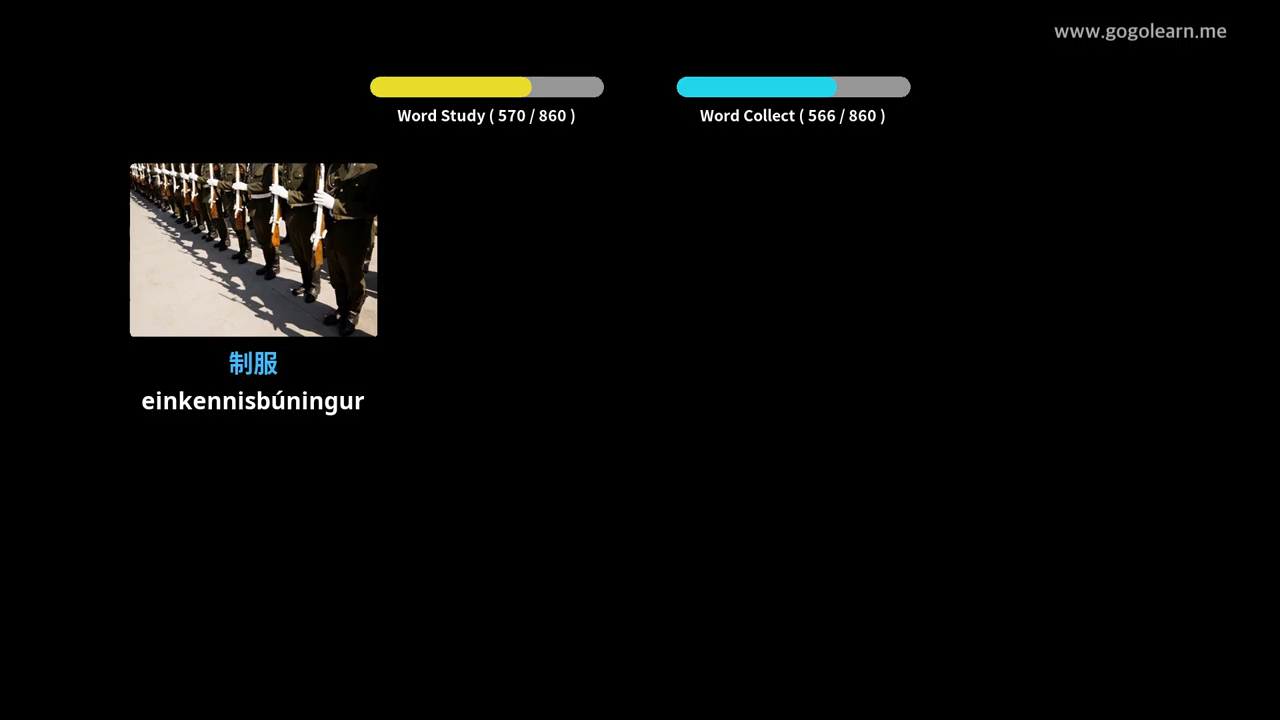 www.gogolearn.me
Word Study ( 570 / 860 )
Word Collect ( 566 / 860 )
制服
einkennisbúningur